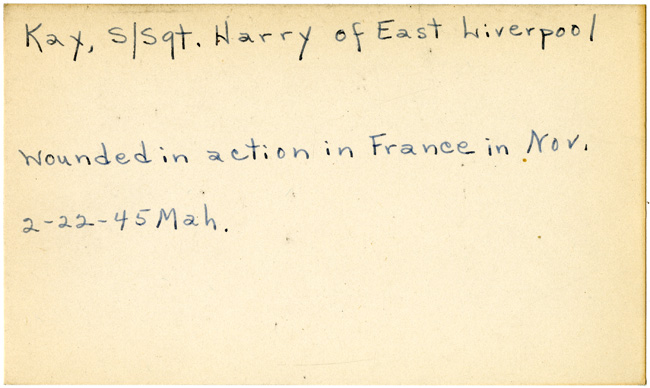 Kay, S/Sgt. Harry of East Liverpool
Wounded in action in France in Nov.
2-22-45 Mah.